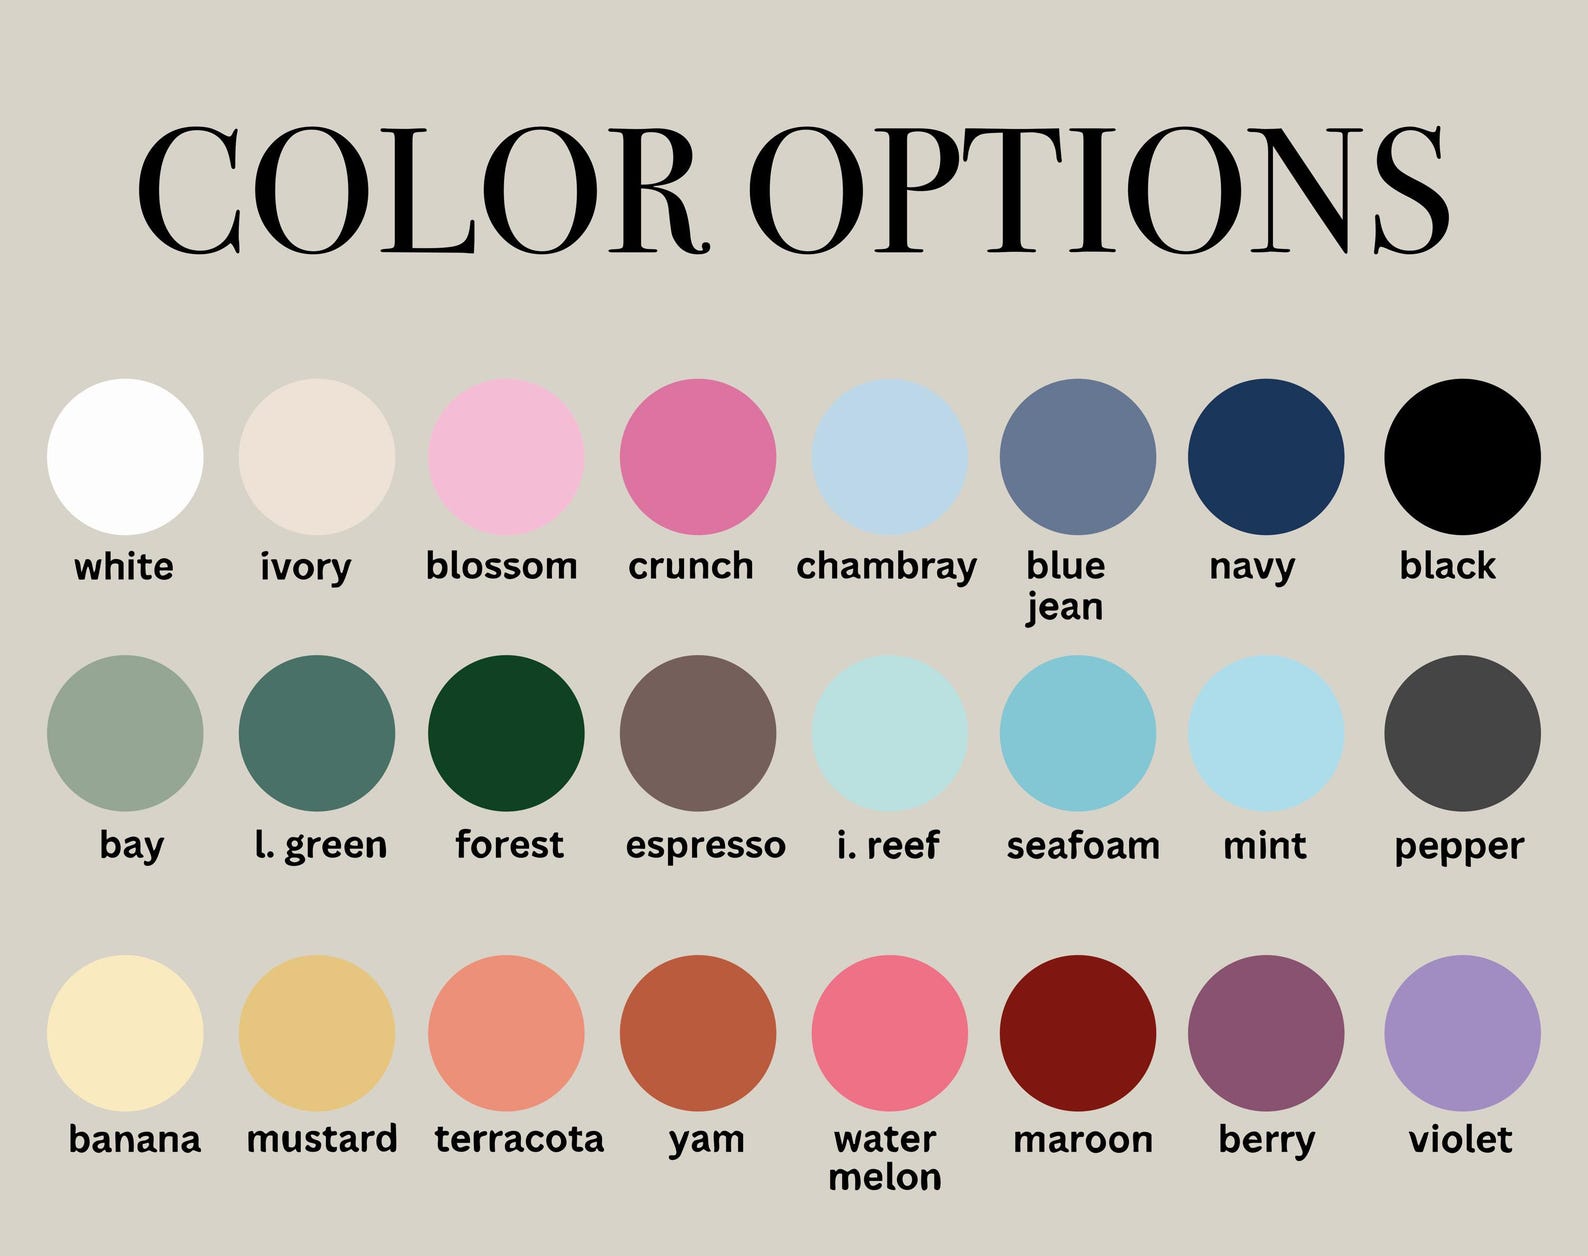 COLOR OPTIONS
white ivory blossom crunch chambray blue jean navy black
bay l. green forest espresso i. reef seafoam mint pepper
banana mustard terracota yam water melon maroon berry violet